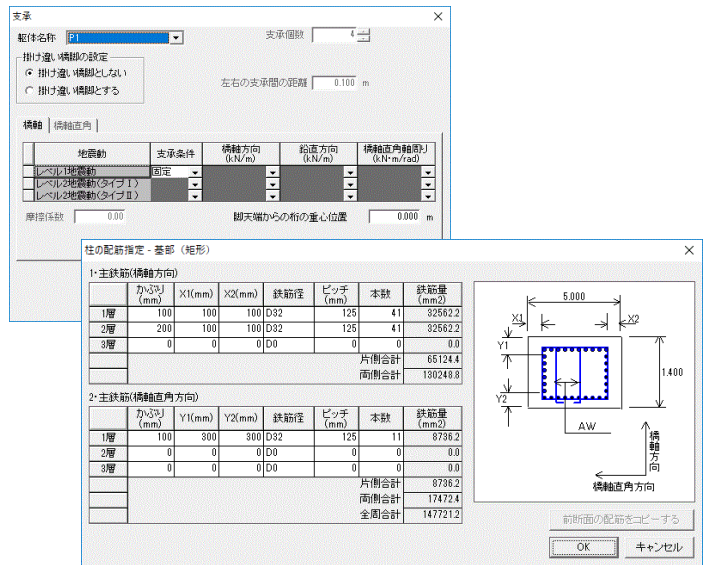 支承
躯体名称 P1 支承個数 4
掛け違い橋脚の設定
掛け違い橋脚としない
掛け違い橋脚とする
左右の支承間の距離 0.100 m
橋軸 橋軸直角
地震動 支承条件 橋軸方向(kN/m) 鉛直方向(kN/m) 橋軸直角軸周り(kN・m/rad)
レベル1地震動 固定
レベル2地震動(タイプⅠ)
レベル2地震動(タイプⅡ)
摩擦係数 0.00 脚天端からの桁の重心位置 0.000 m
柱の配筋指定 - 基部 (矩形)
1・主鉄筋(橋軸方向)
かぶり(mm) X1(mm) X2(mm) 鉄筋径 ピッチ(mm) 本数 鉄筋量(mm2)
1層 100 100 100 D32 125 41 32562.2
2層 200 100 100 D32 125 41 32562.2
3層 0 0 0 D0 0 0 0.0
片側合計 65124.4
両側合計 130248.8
2・主鉄筋(橋軸直角方向)
かぶり(mm) Y1(mm) Y2(mm) 鉄筋径 ピッチ(mm) 本数 鉄筋量(mm2)
1層 100 300 300 D32 125 11 8736.2
2層 0 0 0 D0 0 0 0.0
3層 0 0 0 D0 0 0 0.0
片側合計 8736.2
両側合計 17472.4
全周合計 147721.2
5.000
X1 X2
Y1
1.400
Y2
AW
橋軸方向
橋軸直角方向
前断面の配筋をコピーする
OK キャンセル